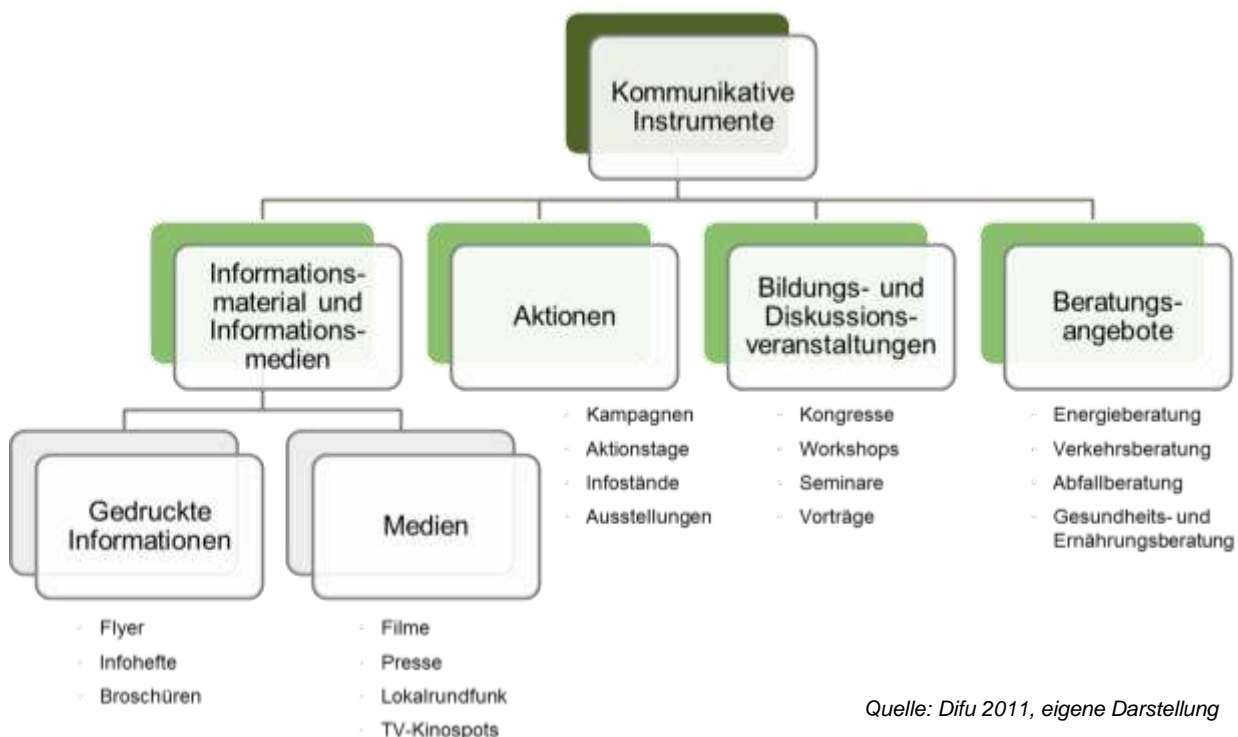 Kommunikative
Instrumente
Informations-
material und
Informations-
medien
Aktionen
Bildungs- und
Diskussions-
veranstaltungen
Beratungs-
angebote
Gedruckte
Informationen
Medien
Flyer
Infohefte
Broschüren
Filme
Presse
Lokalrundfunk
TV-Kinospots
Kampagnen
Aktionstage
Infostände
Ausstellungen
Kongresse
Workshops
Seminare
Vorträge
Energieberatung
Verkehrsberatung
Abfallberatung
Gesundheits- und
Ernährungsberatung
Quelle: Difu 2011, eigene Darstellung